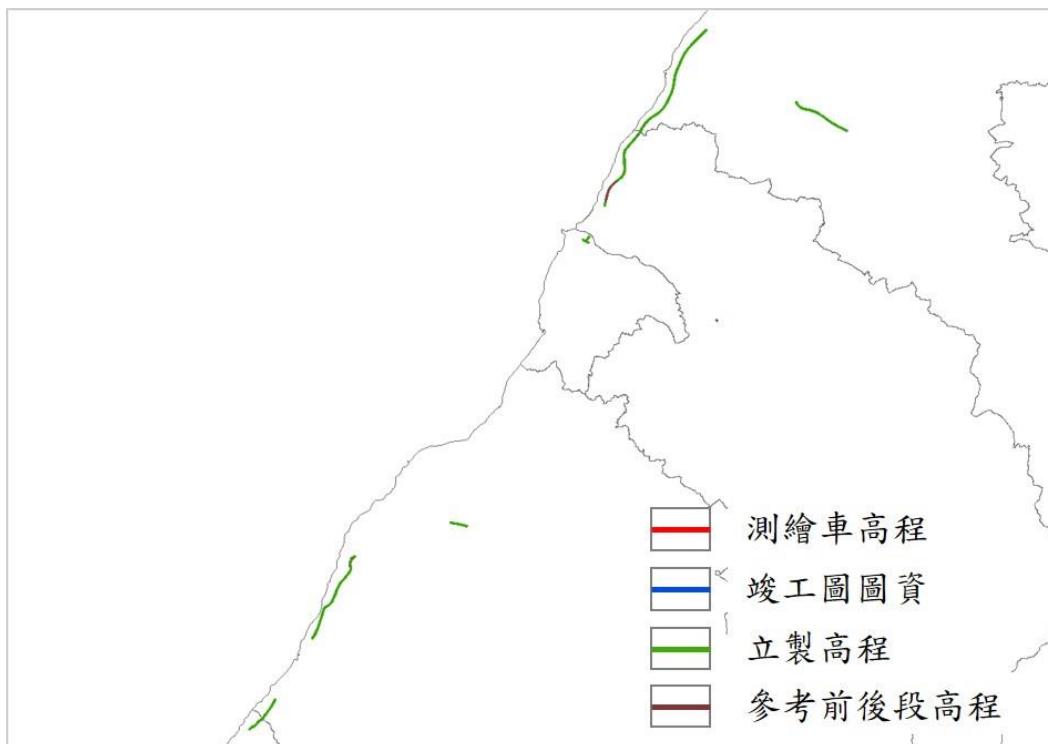 測繪車高程
竣工圖圖資
立製高程
參考前後段高程